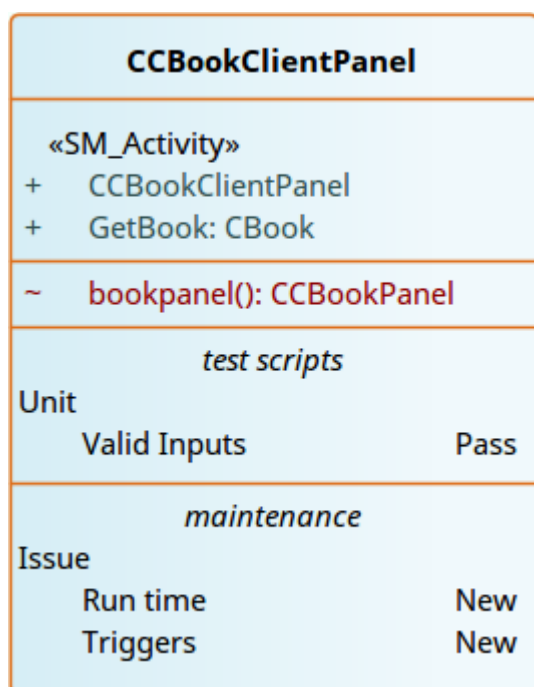 CCBookClientPanel
«SM_Activity»
+ CCBookClientPanel
+ GetBook: CBook
~ bookpanel(): CCBookPanel
test scripts
Unit
Valid Inputs Pass
maintenance
Issue
Run time New
Triggers New